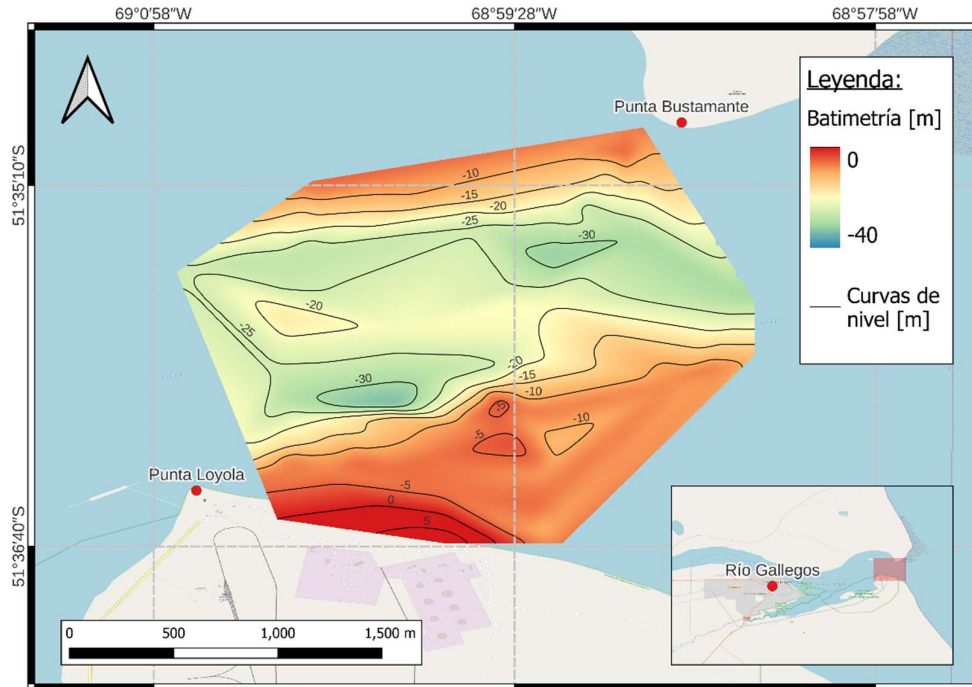 69°0′58″W
68°59′28″W
68°57′58″W
51°35′10″S
51°36′40″S
Punta Bustamante
Leyenda:
Batimetría [m]
0
-40
Curvas de
nivel [m]
-10
-15
-20
-25
-30
-20
-25
-30
-20
-15
-10
-5
-5
-10
Punta Loyola
-5
0
5
Río Gallegos
0
500
1,000
1,500 m